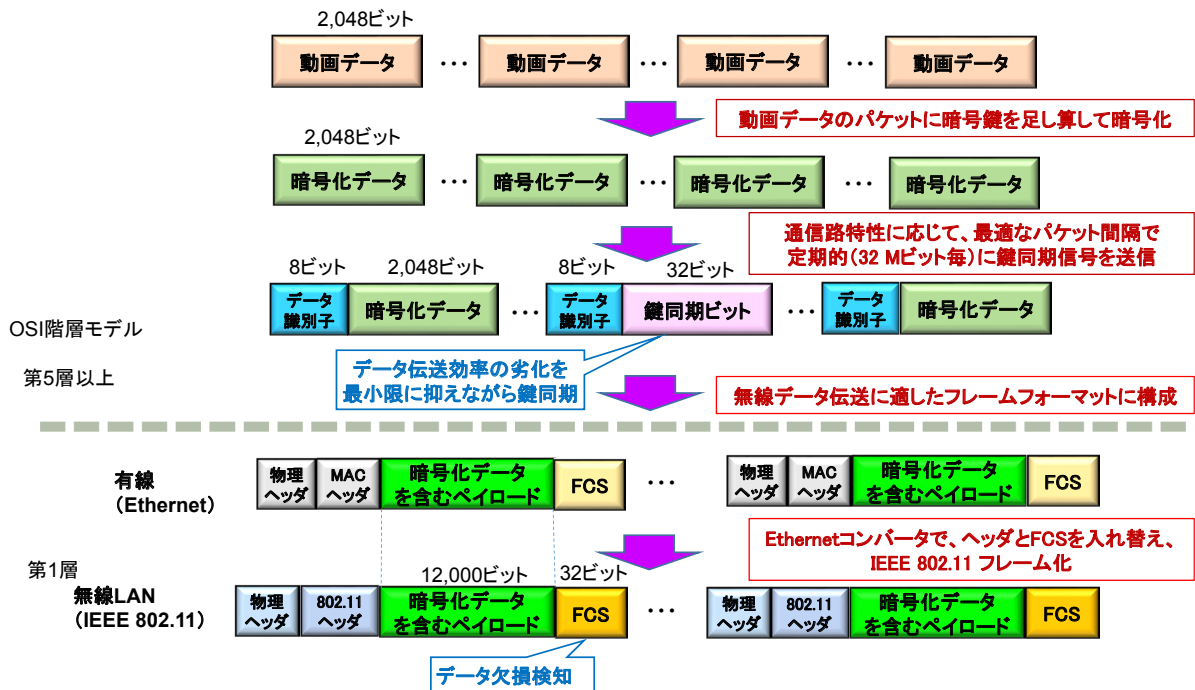 2,048ビット
動画データ ・・・ 動画データ ・・・ 動画データ ・・・ 動画データ
動画データのパケットに暗号鍵を足し算して暗号化
2,048ビット
暗号化データ ・・・ 暗号化データ ・・・ 暗号化データ ・・・ 暗号化データ
通信路特性に応じて、最適なパケット間隔で
定期的(32 Mビット毎)に鍵同期信号を送信
8ビット 2,048ビット 8ビット 32ビット
データ
識別子
暗号化データ
・・・
データ
識別子
鍵同期ビット
・・・
データ
識別子
暗号化データ
OSI階層モデル
第5層以上
データ伝送効率の劣化を
最小限に抑えながら鍵同期
無線データ伝送に適したフレームフォーマットに構成
有線
(Ethernet)
物理
ヘッダ
MAC
ヘッダ
暗号化データ
を含むペイロード
FCS
・・・
物理
ヘッダ
MAC
ヘッダ
暗号化データ
を含むペイロード
FCS
Ethernetコンバータで、ヘッダとFCSを入れ替え、
IEEE 802.11 フレーム化
第1層
12,000ビット 32ビット
無線LAN
(IEEE 802.11)
物理
ヘッダ
802.11
ヘッダ
暗号化データ
を含むペイロード
FCS
・・・
物理
ヘッダ
802.11
ヘッダ
暗号化データ
を含むペイロード
FCS
データ欠損検知